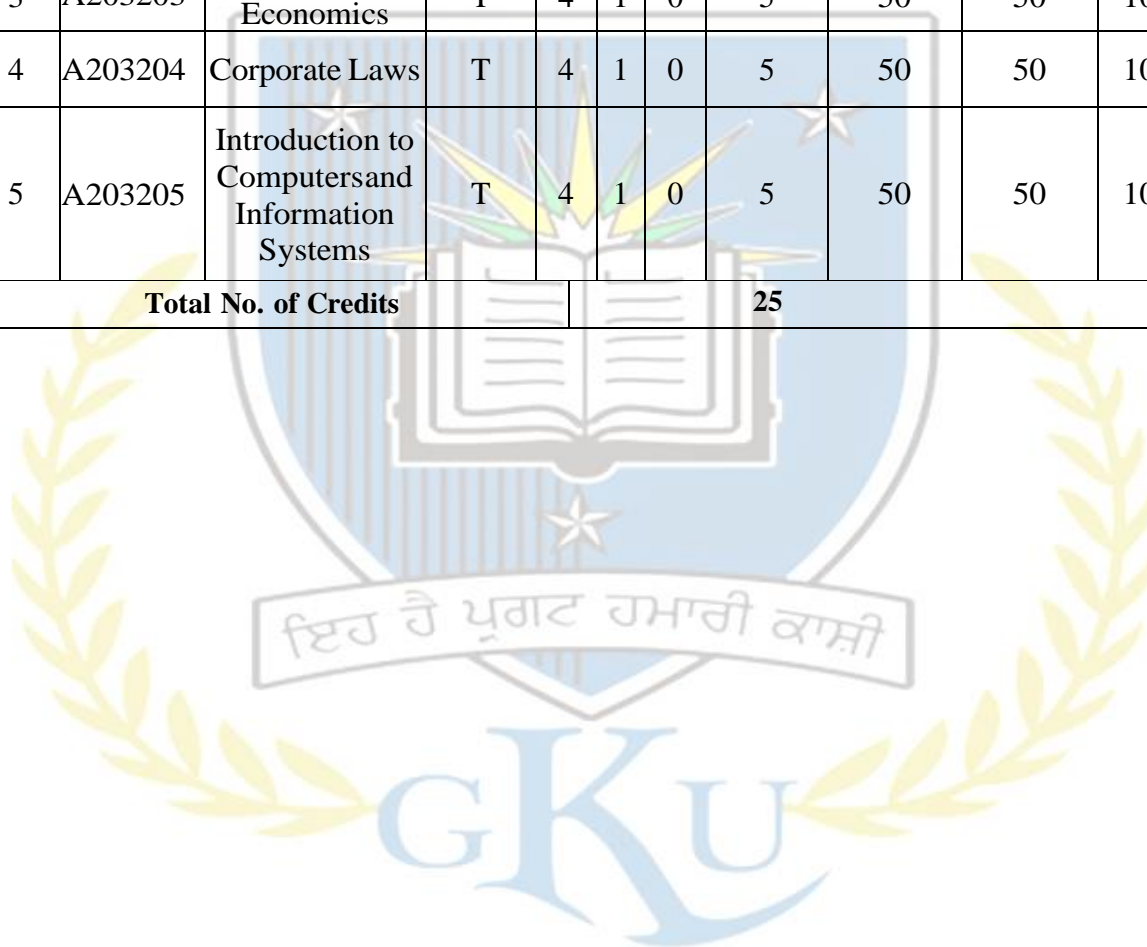 Economics
4 A203204 Corporate Laws T 4 1 0 5 50 50
Introduction to
Computersand
5 A203205 Information T 4 1 0 5 50 50
Systems
Total No. of Credits 25
ਇਹ ਹੈ ਪ੍ਰਗਟ ਹਮਾਰੀ ਕਾਸ਼ੀ
GKU